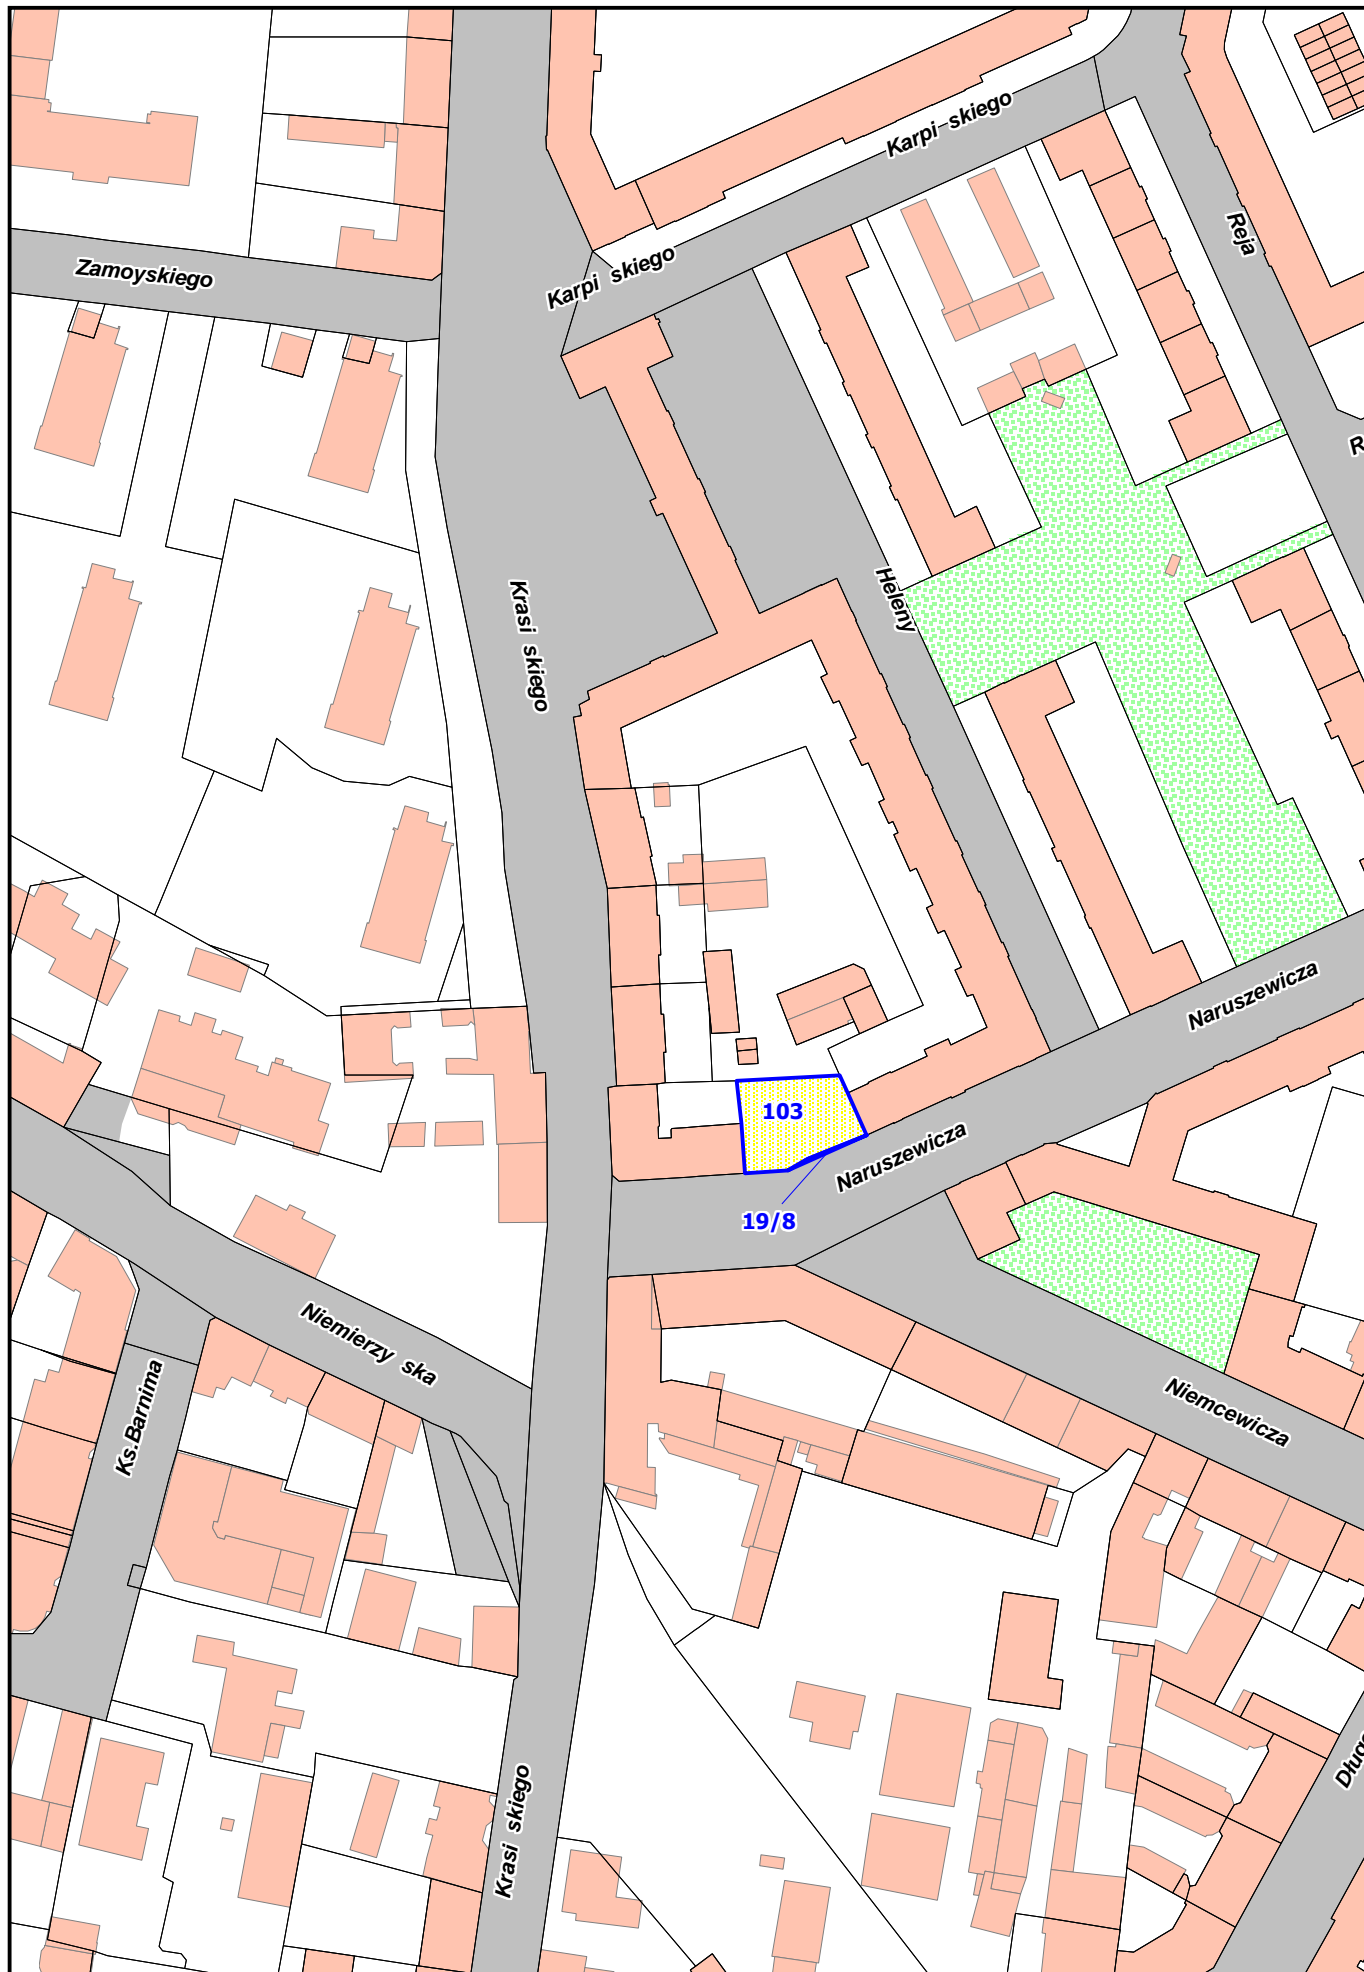 Karpi skiego
Reja
Zamoyskiego
Karpi skiego
R
Krasi skiego
Heleny
Naruszewicza
103
Naruszewicza
19/8
Niemierzy ska
Ks.Barnima
Niemcewicza
Długo
Krasi skiego